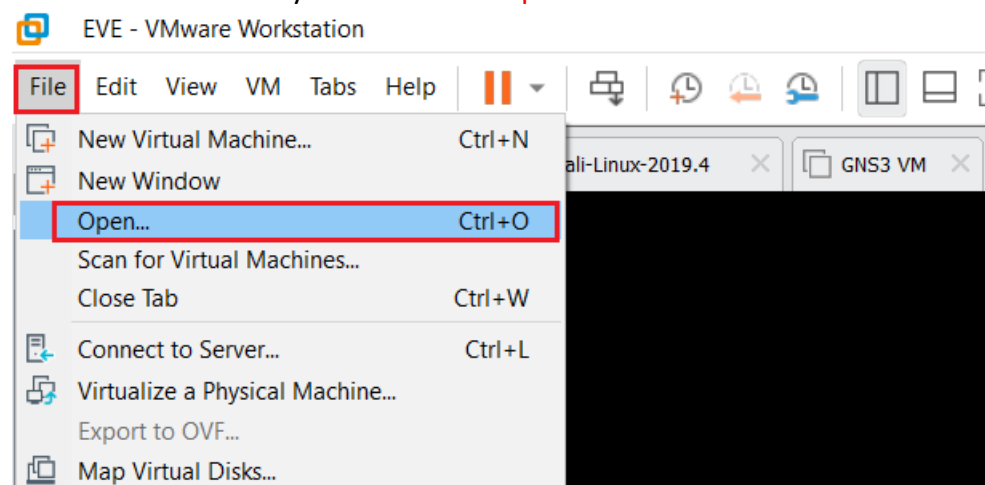 EVE - VMware Workstation
File Edit View VM Tabs Help
New Virtual Machine... Ctrl+N
ali-Linux-2019.4 GNS3 VM
New Window
Open... Ctrl+O
Scan for Virtual Machines...
Close Tab Ctrl+W
Connect to Server... Ctrl+L
Virtualize a Physical Machine...
Export to OVF...
Map Virtual Disks...